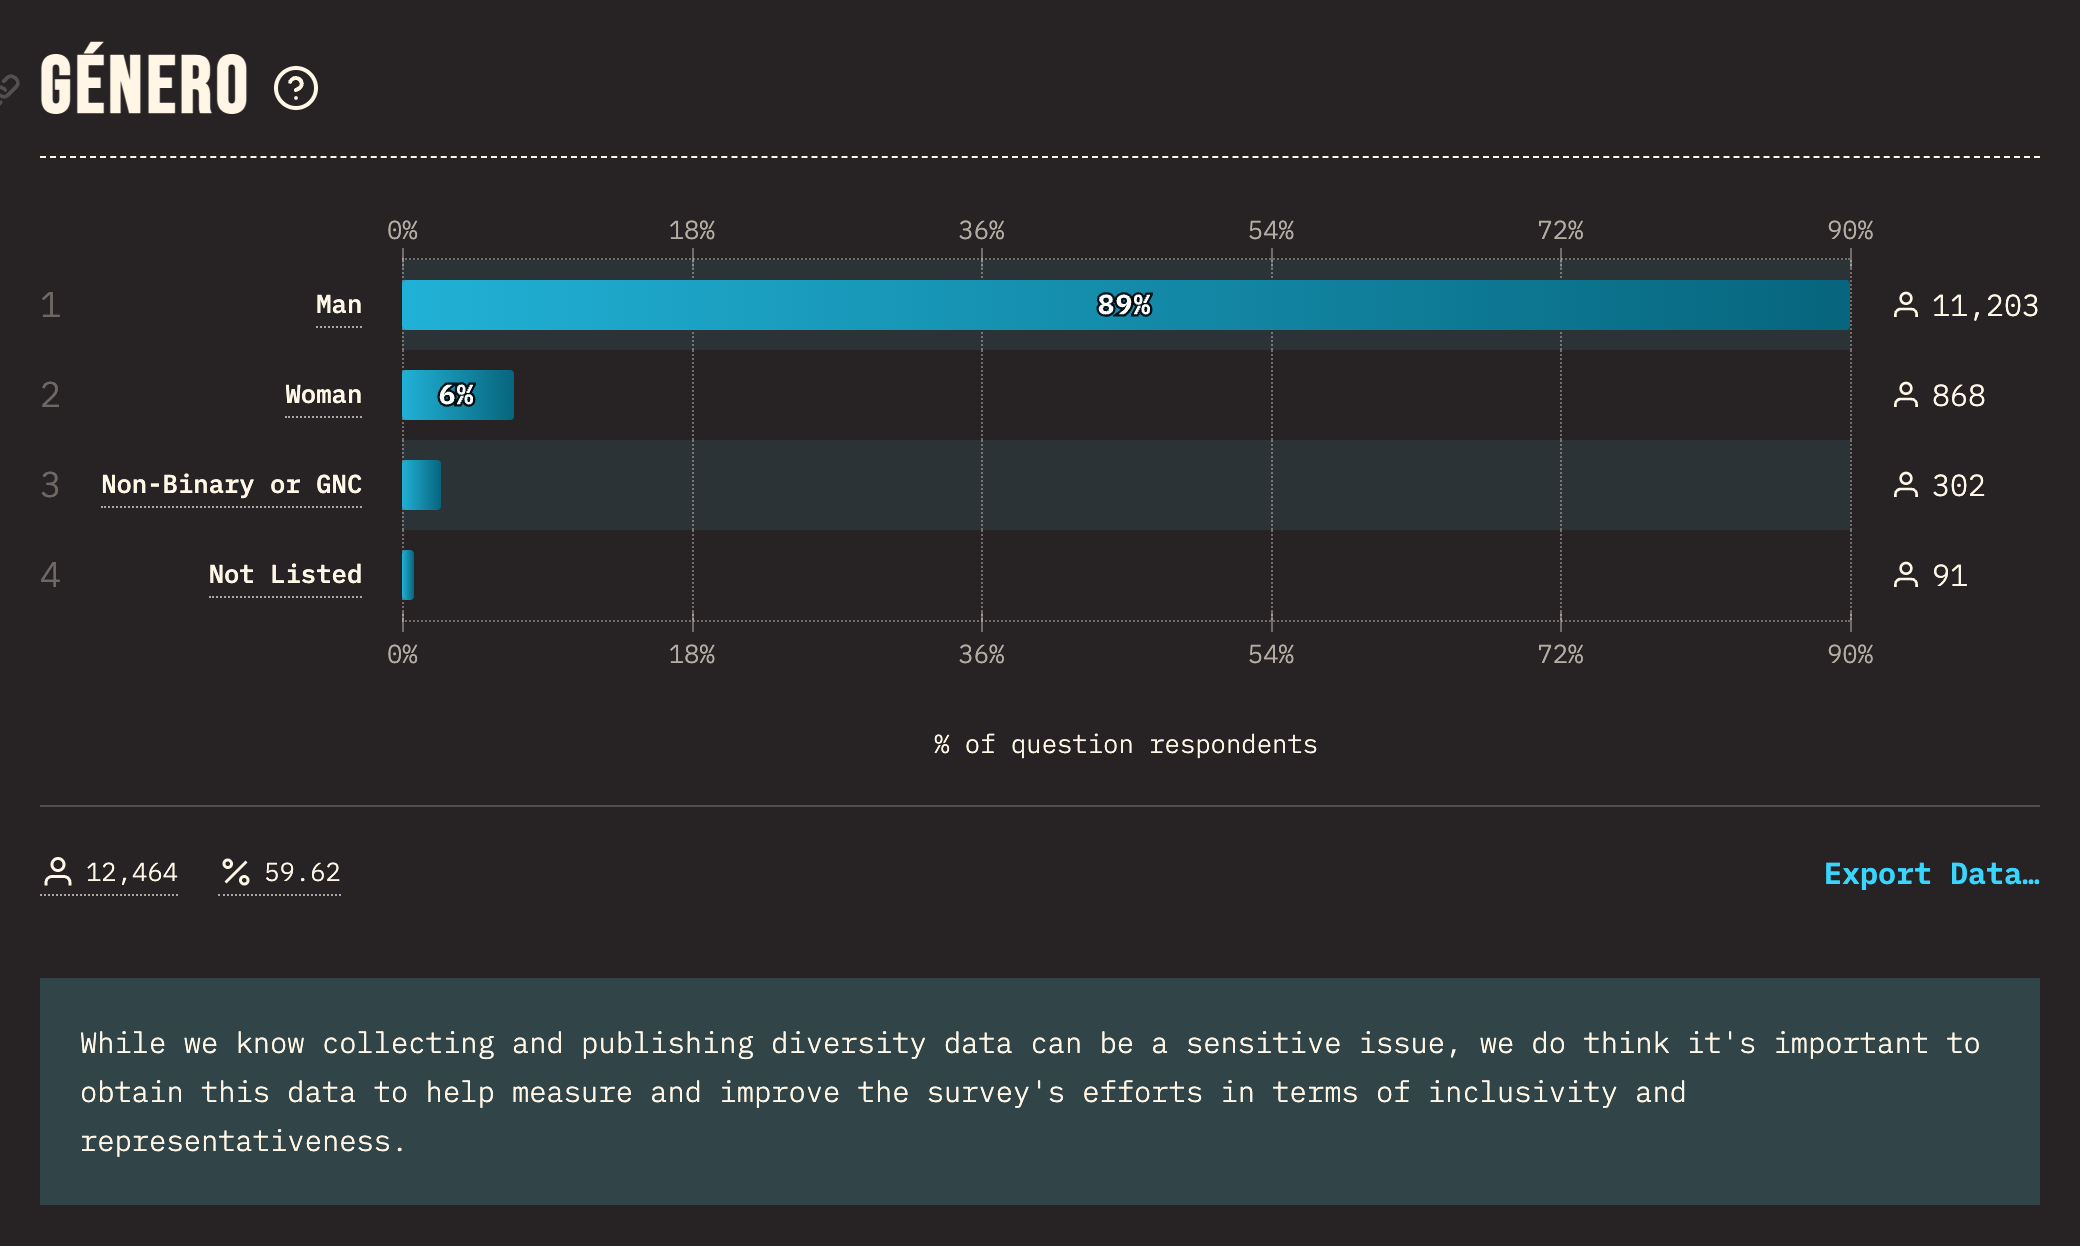 GÉNERO ?
0% 18% 36% 54% 72% 90%
1 Man 89% 11,203
2 Woman 6% 868
3 Non-Binary or GNC 302
4 Not Listed 91
0% 18% 36% 54% 72% 90%
% of question respondents
12,464 % 59.62 Export Data…
While we know collecting and publishing diversity data can be a sensitive issue, we do think it's important to
obtain this data to help measure and improve the survey's efforts in terms of inclusivity and
representativeness.